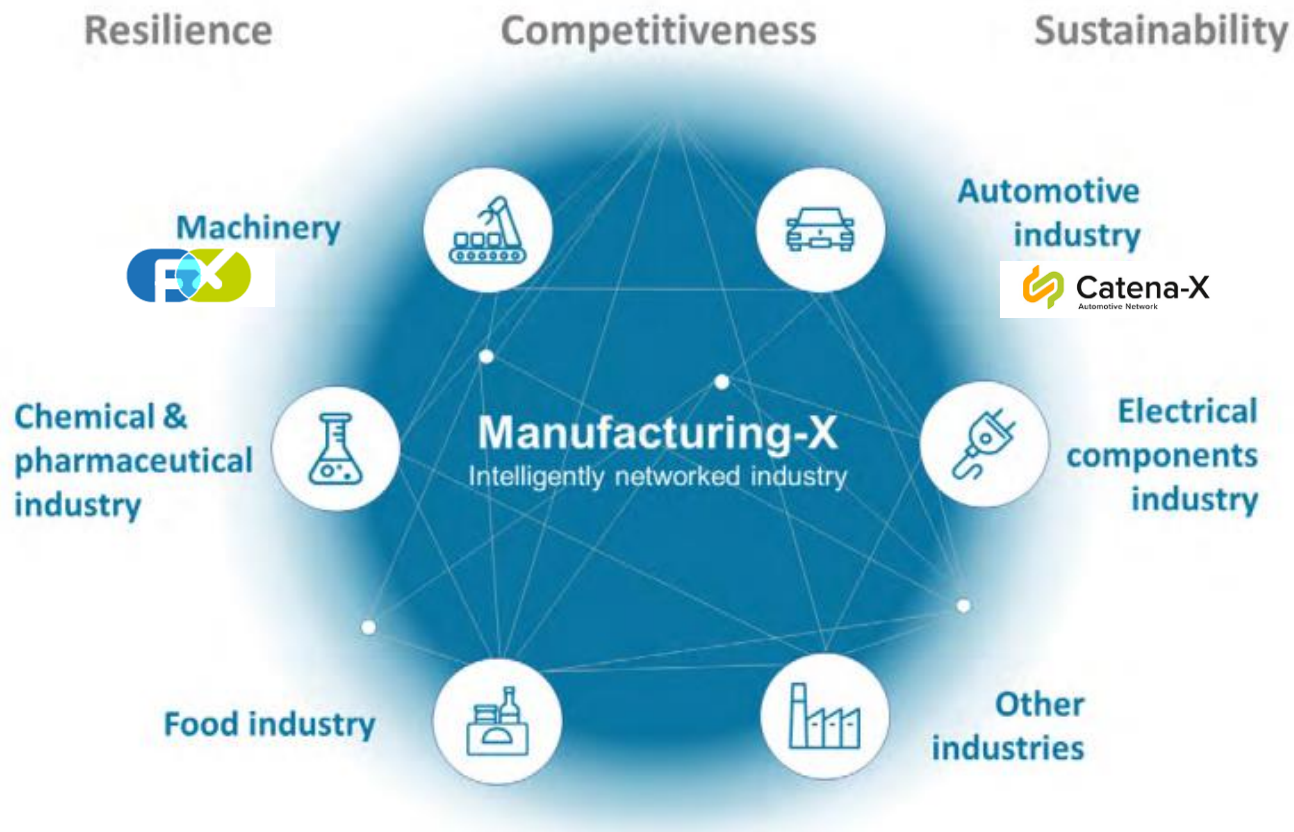 Resilience
Competitiveness
Sustainability
Machinery
FX
Automotive
industry
Catena-X
Automotive Network
Chemical &
pharmaceutical
industry
Manufacturing-X
Intelligently networked industry
Electrical
components
industry
Food industry
Other
industries